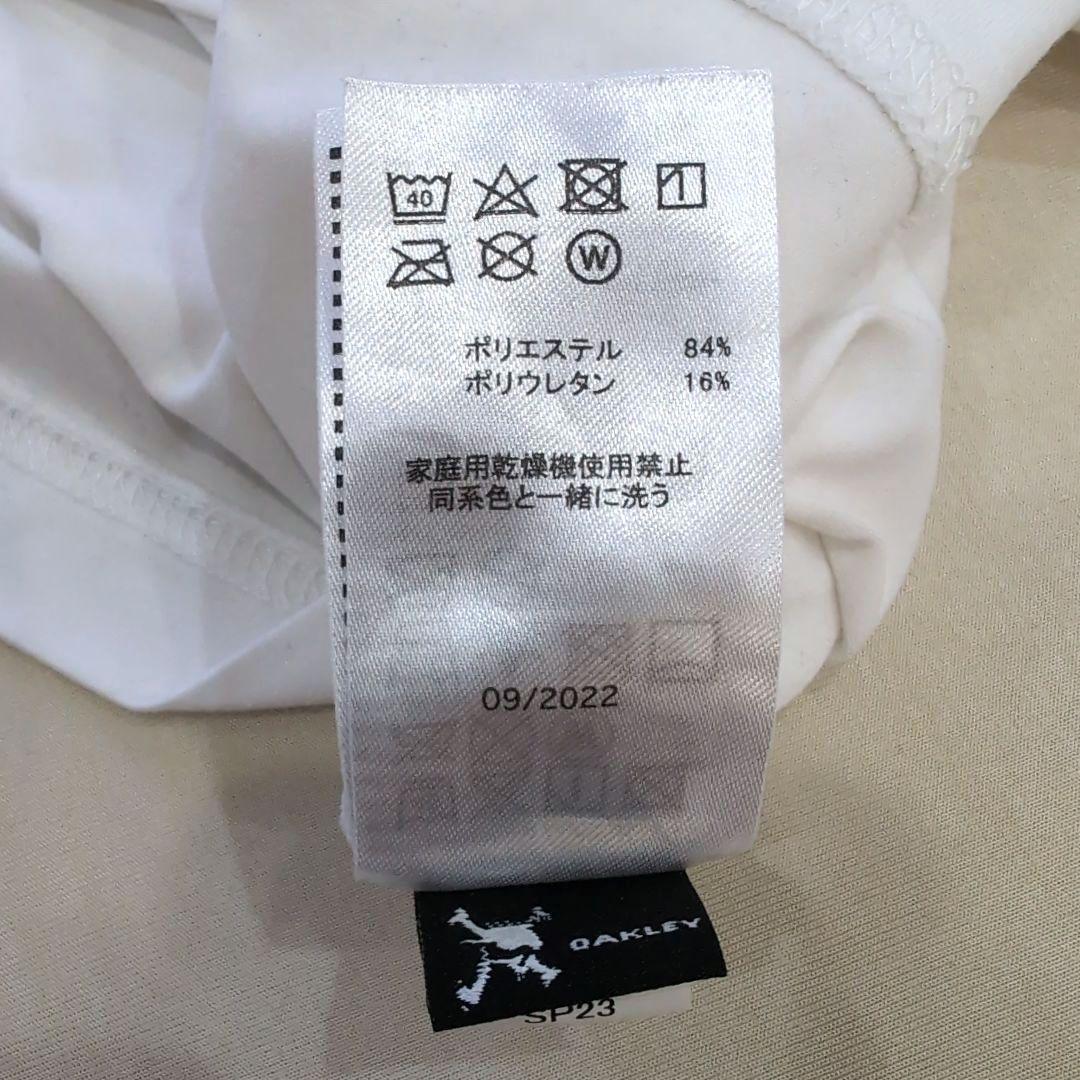 40
W
ポリエステル 84%
ポリウレタン 16%
家庭用乾燥機使用禁止
同系色と一緒に洗う
09/2022
OAKLEY
SP23